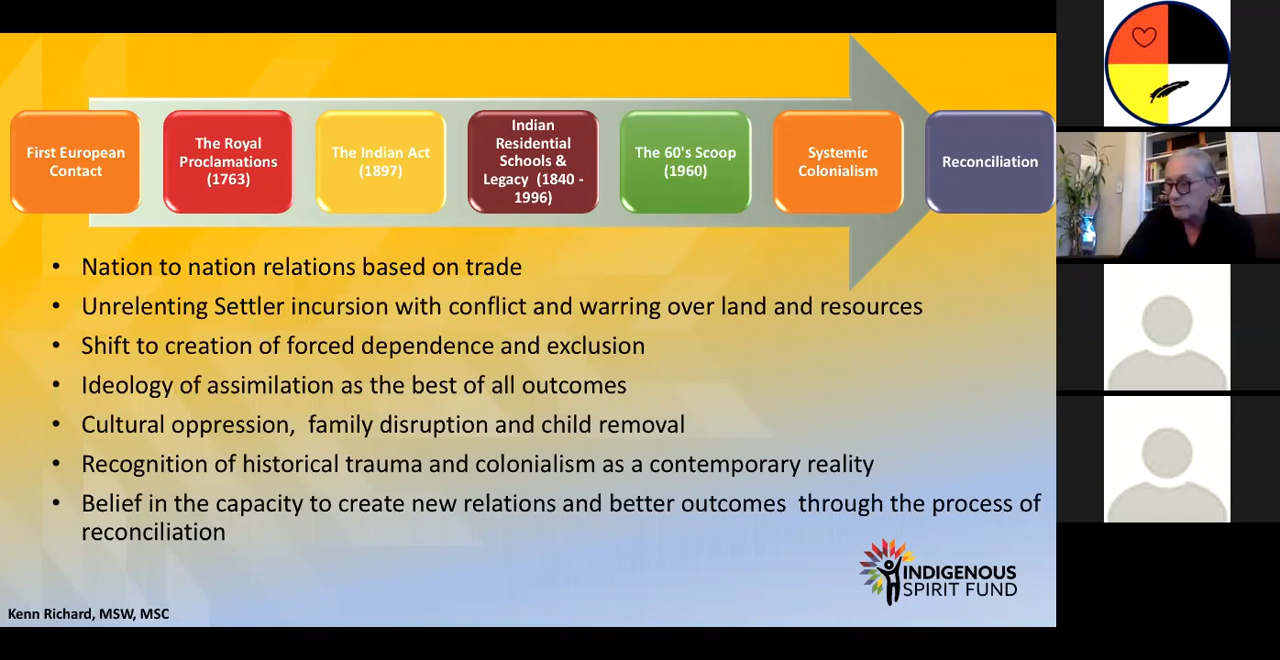 First European
Contact
The Royal
Proclamations
(1763)
The Indian Act
(1897)
Indian
Residential
Schools &
Legacy (1840 -
1996)
The 60's Scoop
(1960)
Systemic
Colonialism
Reconciliation
• Nation to nation relations based on trade
• Unrelenting Settler incursion with conflict and warring over land and resources
• Shift to creation of forced dependence and exclusion
• Ideology of assimilation as the best of all outcomes
• Cultural oppression, family disruption and child removal
• Recognition of historical trauma and colonialism as a contemporary reality
• Belief in the capacity to create new relations and better outcomes through the process of
reconciliation
INDIGENOUS
SPIRIT FUND
Kenn Richard, MSW, MSC